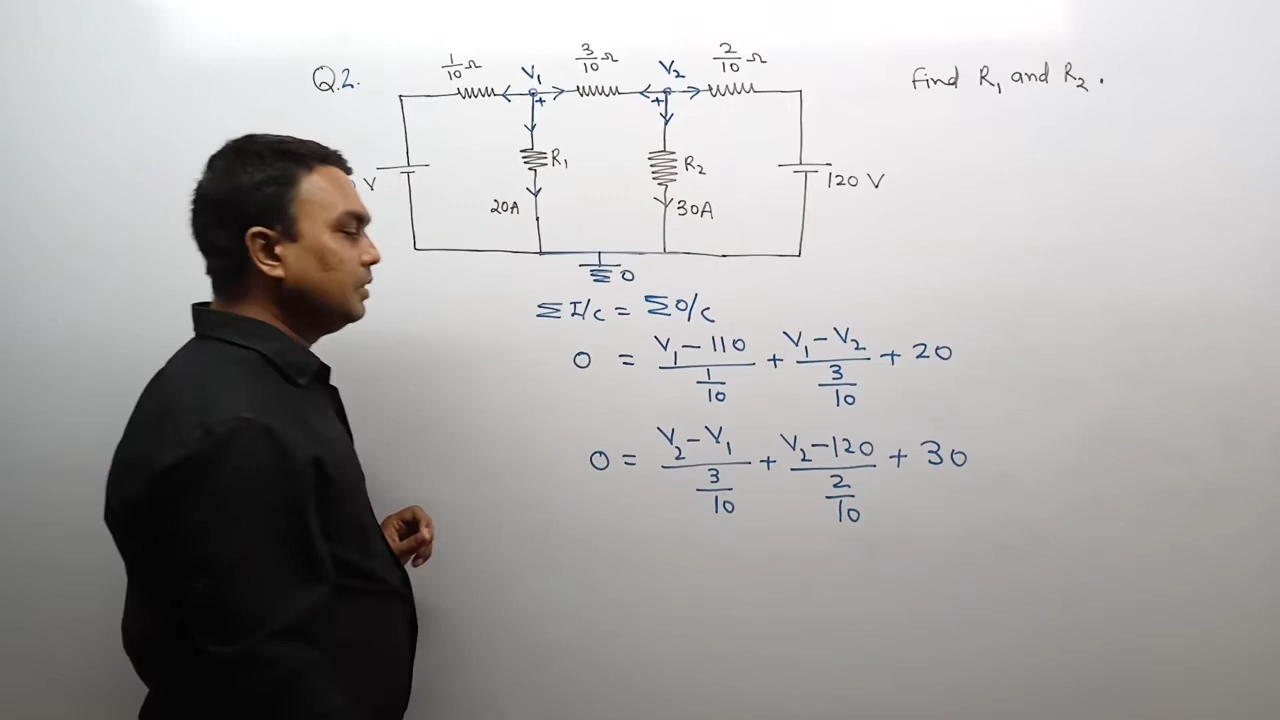 Q.2.
1/10 Ω
V₁
3/10 Ω
V₂
2/10 Ω
Find R₁ and R₂.
+
+
R₁
R₂
V
120 V
20A
30A
0
Σ I/c = Σ O/c
0 = (V₁ – 110)/(1/10) + (V₁ – V₂)/(3/10) + 20
0 = (V₂ – V₁)/(3/10) + (V₂ – 120)/(2/10) + 30